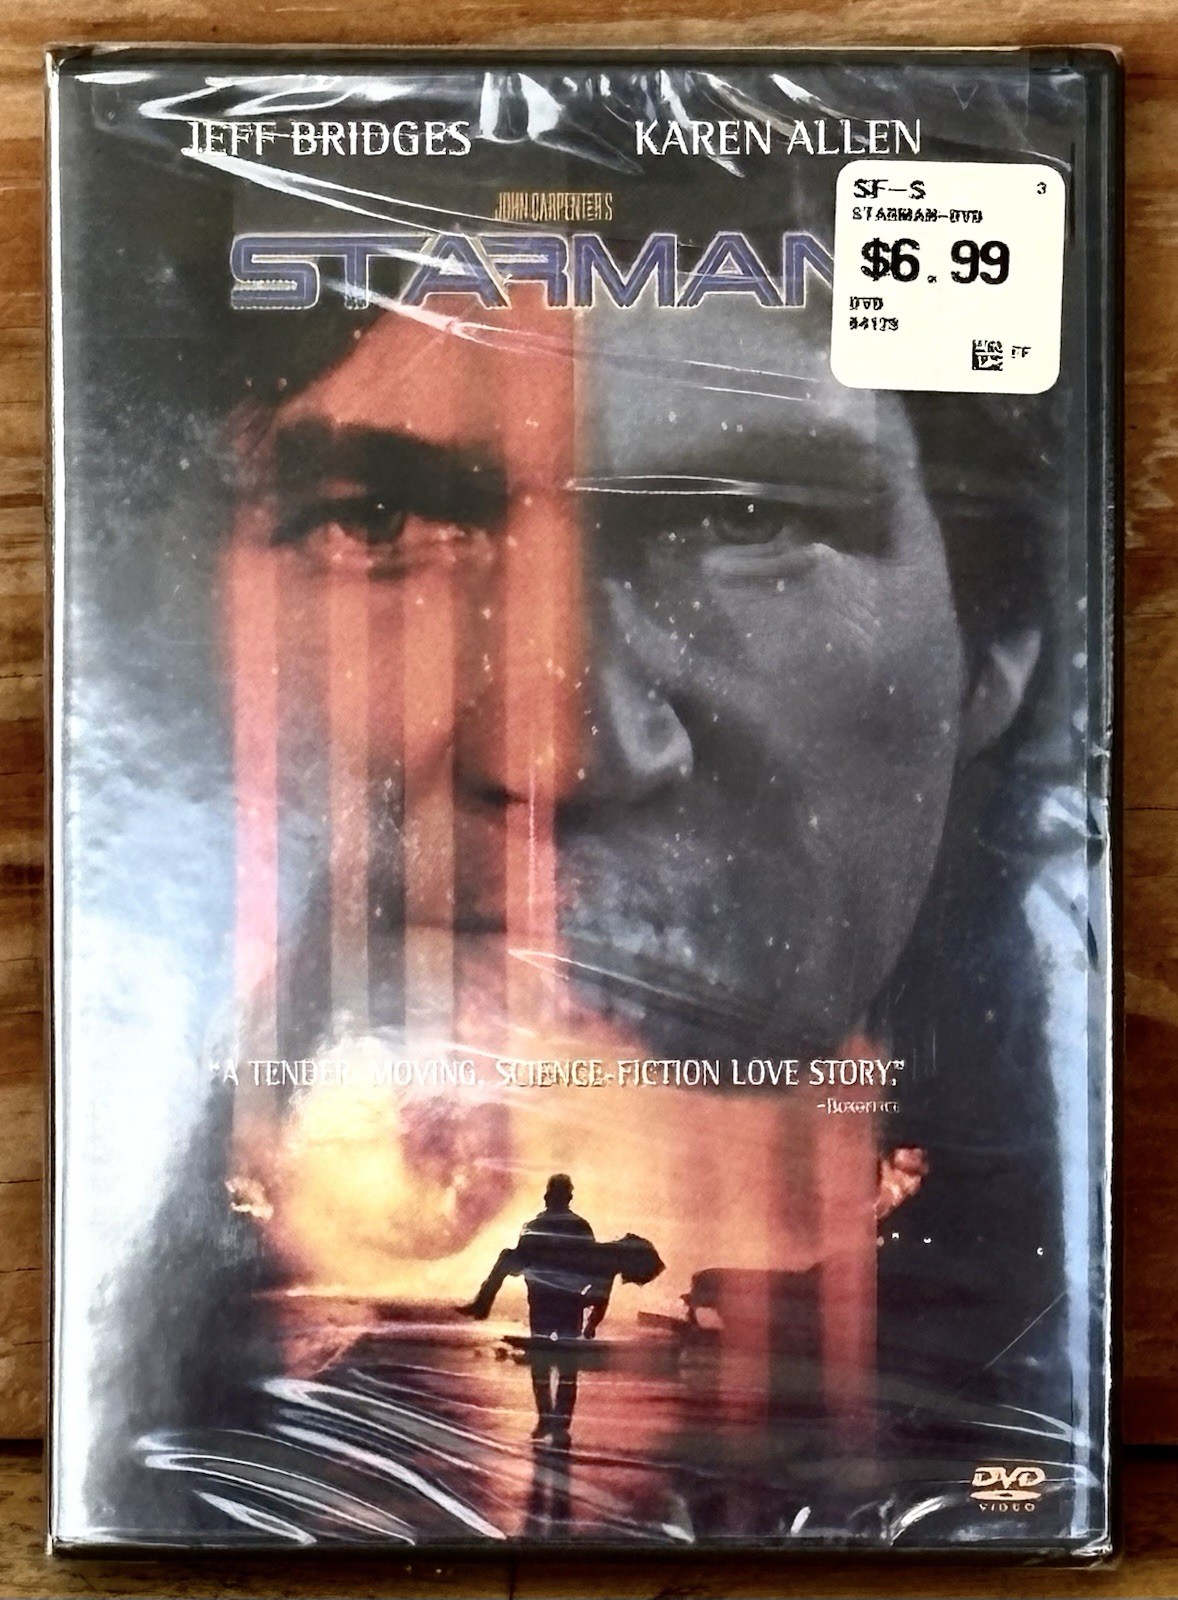 JEFF BRIDGES KAREN ALLEN
JOHN CARPENTER'S
STARMAN
SF-S 3
STARMAN-DVD
$6.99
DVD
"A TENDER, MOVING, SCIENCE-FICTION LOVE STORY."
-BOXOFFICE
DVD
VIDEO